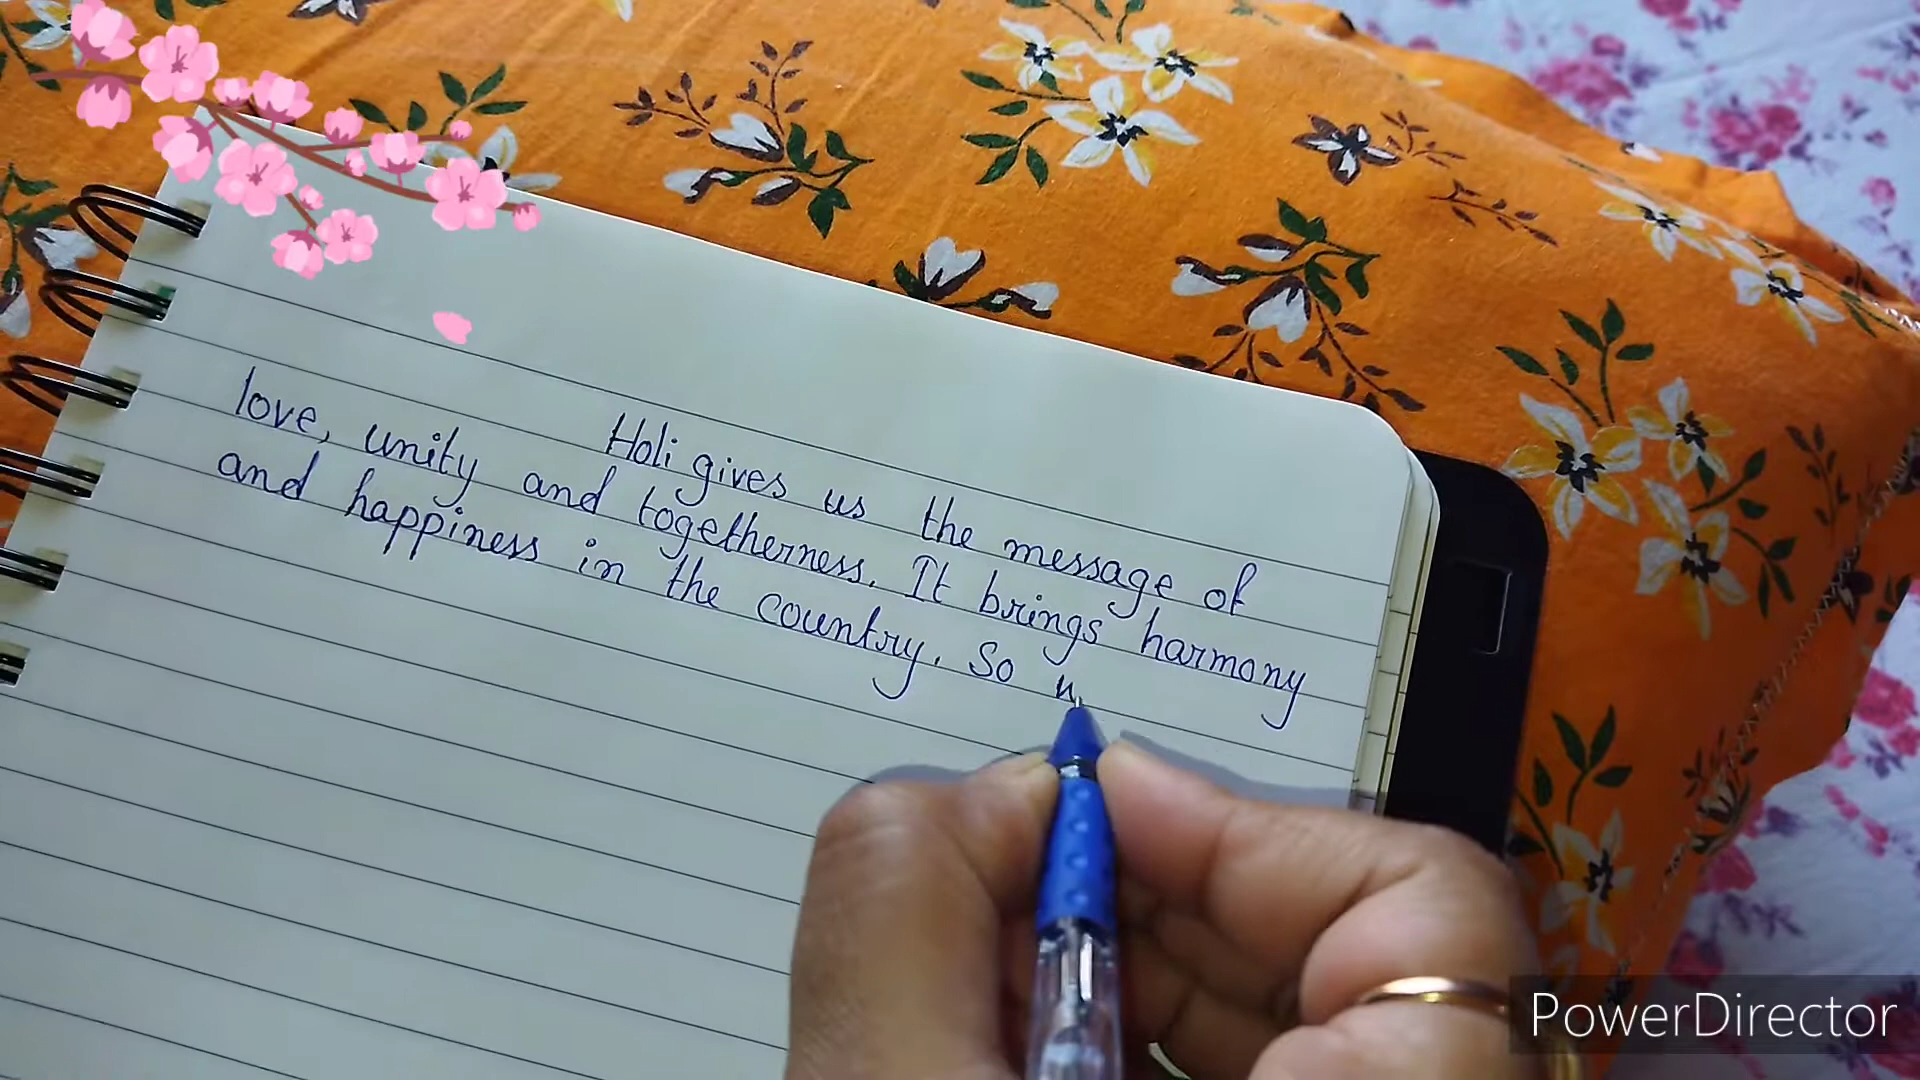 Holi gives us the message of
love, unity and togetherness. It brings harmony
and happiness in the country. So
PowerDirector